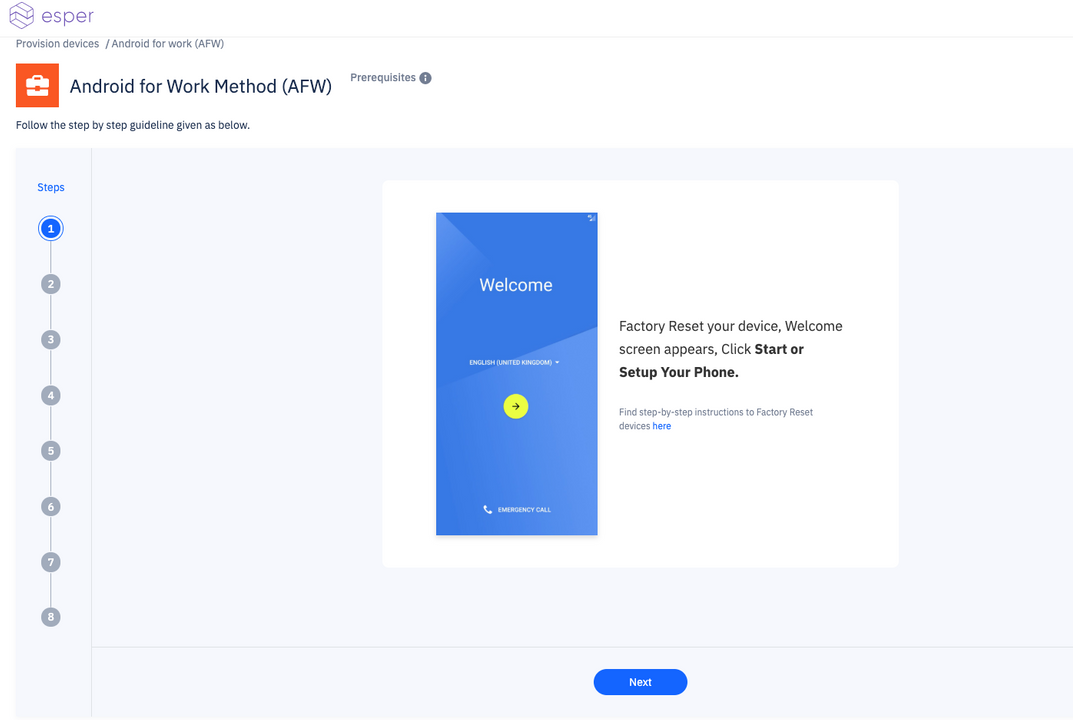 esper
Provision devices / Android for work (AFW)
Android for Work Method (AFW)
Prerequisites i
Follow the step by step guideline given as below.
Steps
1
2
3
4
5
6
7
8
Welcome
ENGLISH (UNITED KINGDOM)
EMERGENCY CALL
Factory Reset your device, Welcome
screen appears, Click Start or
Setup Your Phone.
Find step-by-step instructions to Factory Reset
devices here
Next